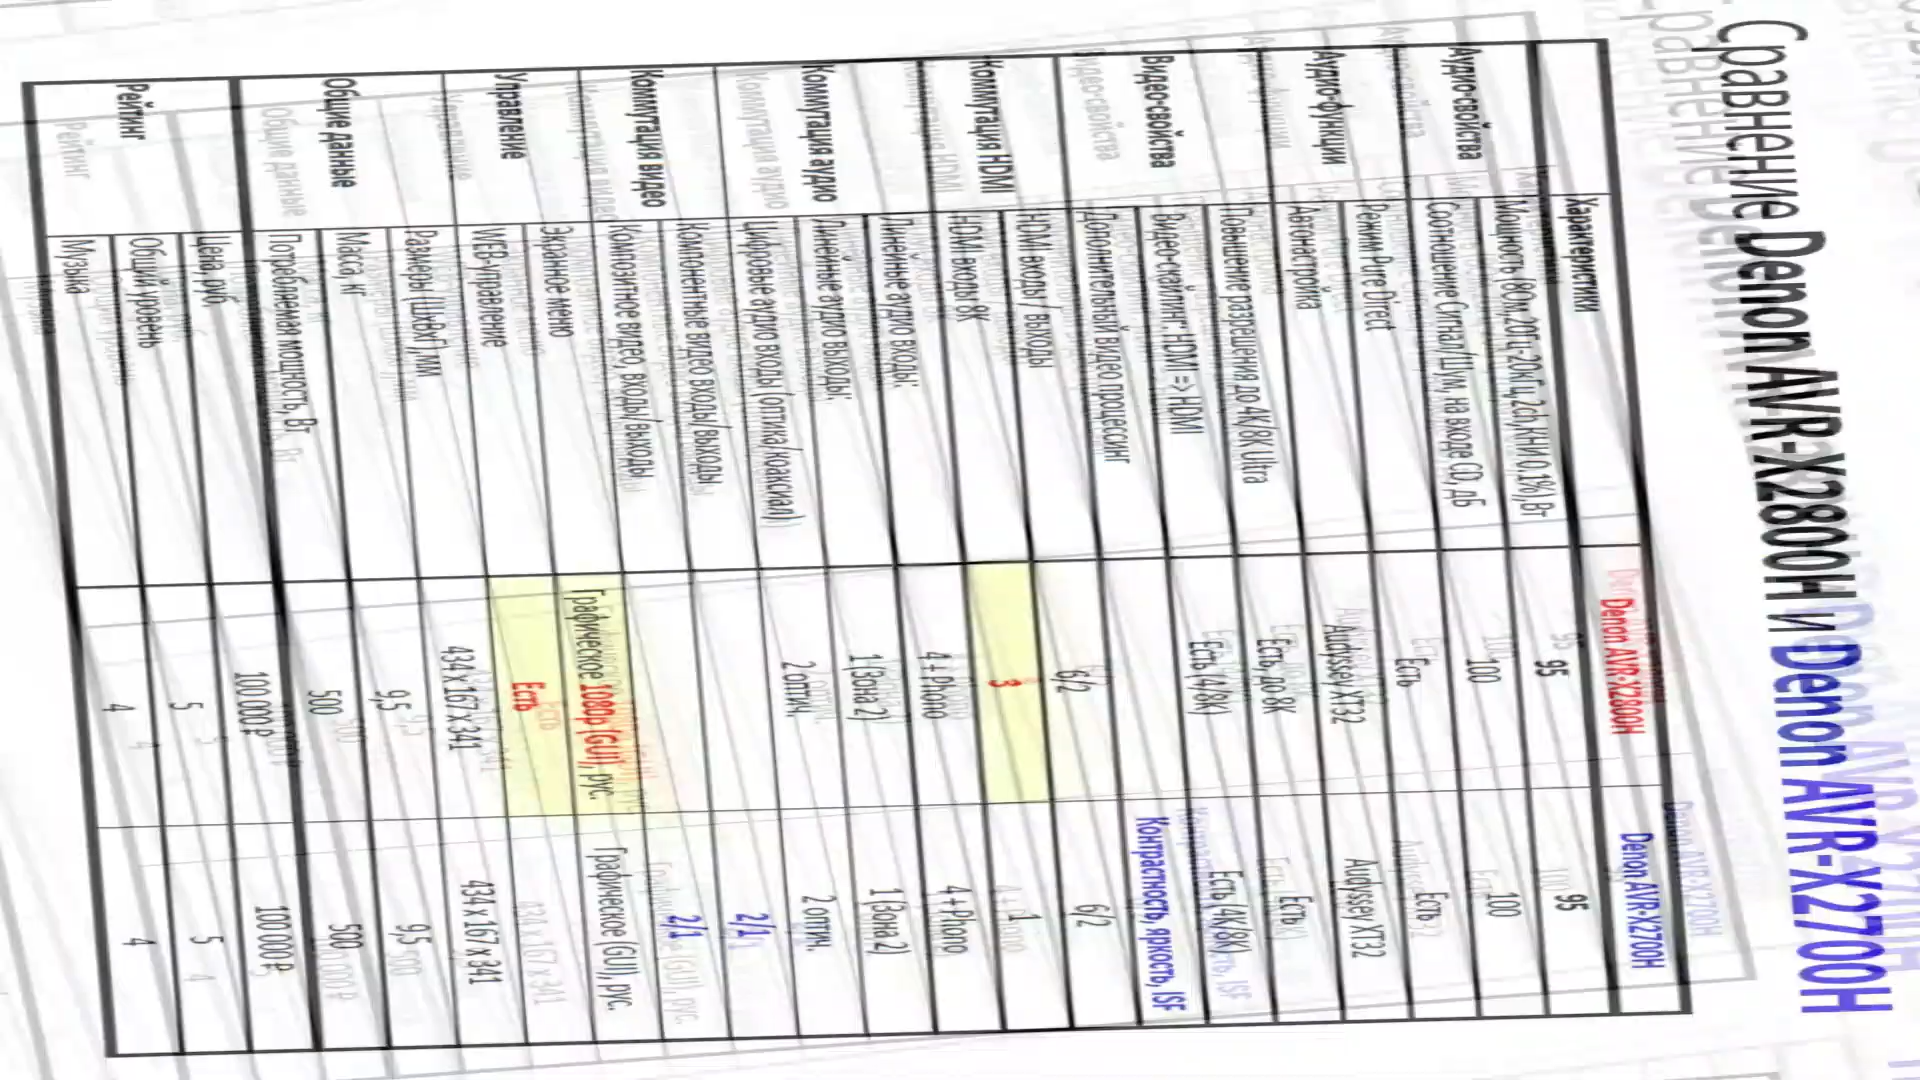 Сравнение Denon AVR-X2800H и Denon AVR-X2700H
Характеристики Denon AVR-X2800H Denon AVR-X2700H
Аудио-свойства
Мощность (8Ом, 20Гц-20кГц, 2ch, КНИ 0,1%), Вт 95 95
Соотношение Сигнал/Шум, на входе CD, дБ 100 100
Аудио-функции
Режим Pure Direct Есть Есть
Автонастройка Audyssey XT32 Audyssey XT32
Видео-свойства
Повышение разрешения до 4K/8K Ultra Есть, до 8K Есть
Видео-скейлинг: HDMI => HDMI Есть (4/8K) Есть (4K/8K)
Дополнительный видео процессинг Контрастность, яркость, ISF
Коммутация HDMI
HDMI входы / выходы 6/2 6/2
HDMI входы 8K 3 1
Коммутация аудио
Линейные аудио входы: 4 + Phono 4 + Phono
Линейные аудио выходы: 1 (Зона 2) 1 (Зона 2)
Цифровые аудио входы (оптика/коаксиал) 2 оптич. 2 оптич.
Коммутация видео
Компонентные видео входы/выходы 2/1
Композитное видео, входы/выходы 2/1
Управление
Экранное меню Графическое 1080p (GUI), рус. Графическое (GUI), рус.
WEB-управление Есть
Общие данные
Размеры (ШхВхГ), мм 434 x 167 x 341 434 x 167 x 341
Масса, кг 9,5 9,5
Потребляемая мощность, Вт 500 500
Рейтинг
Цена, руб 100 000 ₽ 100 000 ₽
Общий уровень 5 5
Музыка 4 4